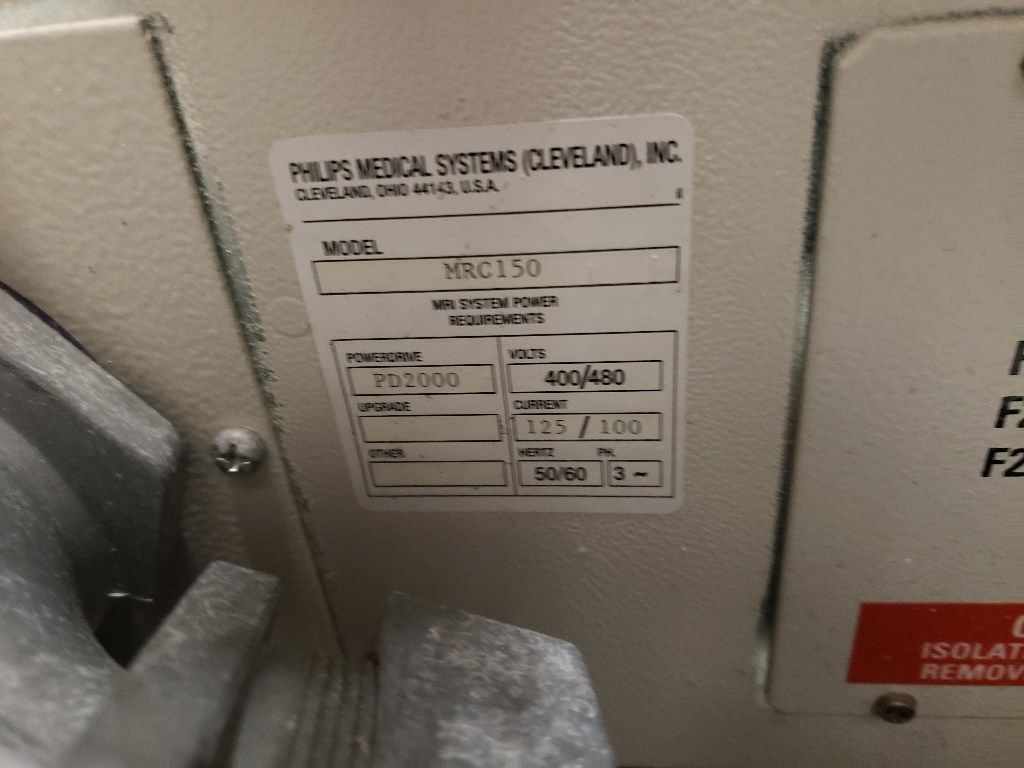 PHILIPS MEDICAL SYSTEMS (CLEVELAND), INC.
CLEVELAND, OHIO 44143, U.S.A.
MODEL
MRC150
MRI SYSTEM POWER
REQUIREMENTS
POWERDRIVE
PD2000
VOLTS
400/480
UPGRADE
CURRENT
125 / 100
OTHER
HERTZ
50/60
PH.
3 ~
F2
ISOLAT
REMOV